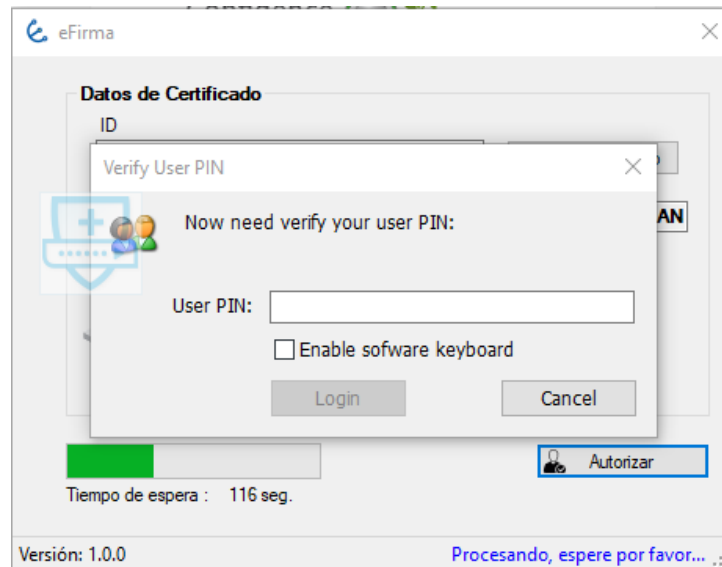 eFirma
Datos de Certificado
ID
Verify User PIN
AN
Now need verify your user PIN:
User PIN:
Enable sofware keyboard
Login
Cancel
Autorizar
Tiempo de espera : 116 seg.
Versión: 1.0.0
Procesando, espere por favor...